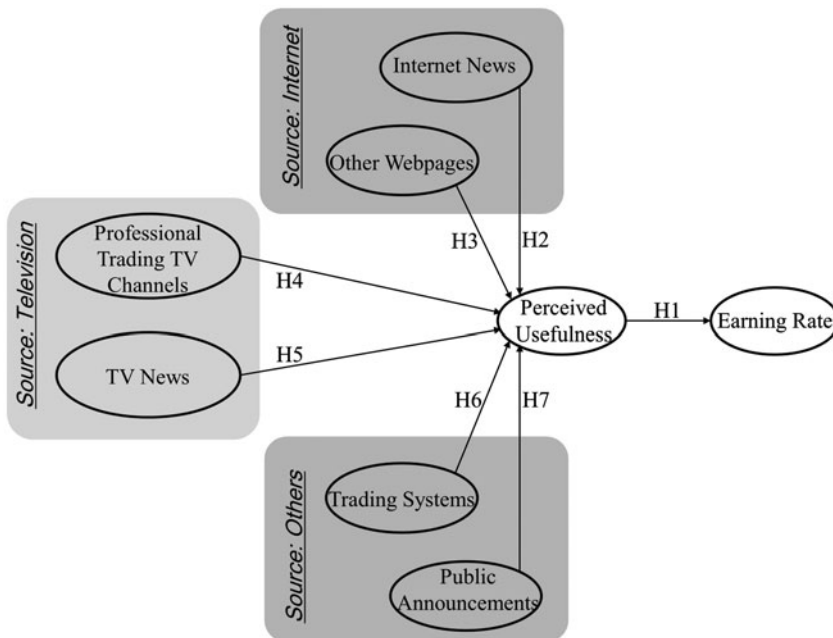 Source: Internet
Internet News
Other Webpages
Source: Television
Professional
Trading TV
Channels
TV News
H3
H2
H4
H5
Perceived
Usefulness
H1
Earning Rate
H6
H7
Source: Others
Trading Systems
Public
Announcements